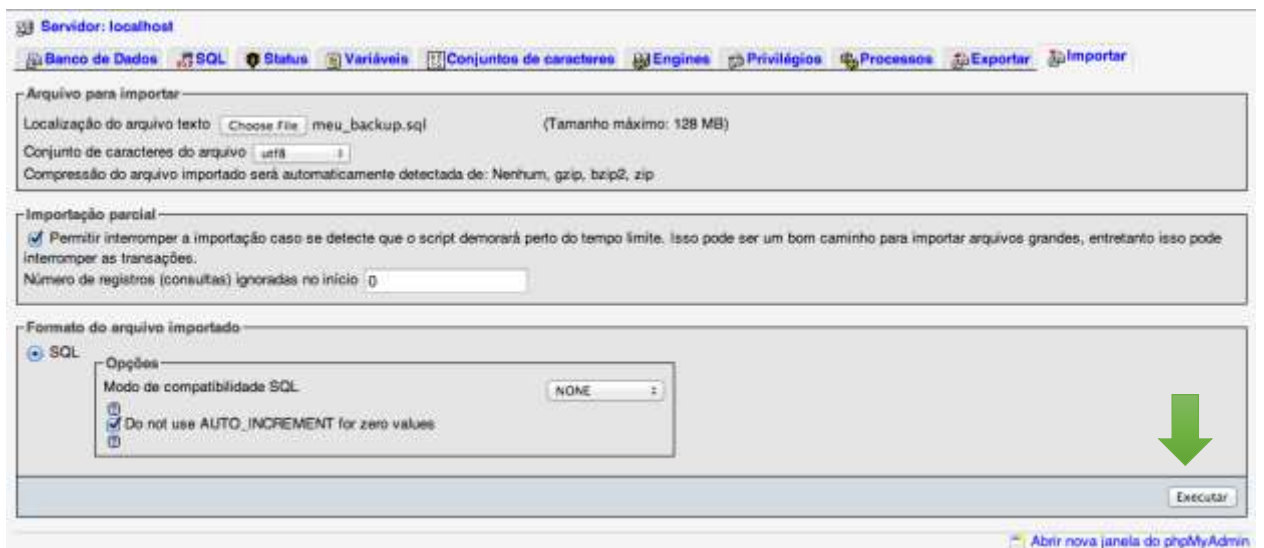 Servidor: localhost
Banco de Dados SQL Status Variáveis Conjuntos de caracteres Engines Privilégios Processos Exportar Importar
Arquivo para importar
Localização do arquivo texto Choose File meu_backup.sql (Tamanho máximo: 128 MB)
Conjunto de caracteres do arquivo utf8
Compressão do arquivo importado será automaticamente detectada de: Nenhum, gzip, bzip2, zip
Importação parcial
Permitir interromper a importação caso se detecte que o script demorará perto do tempo limite. Isso pode ser um bom caminho para importar arquivos grandes, entretanto isso pode
interromper as transações.
Número de registros (consultas) ignoradas no início 0
Formato do arquivo importado
SQL
Opções
Modo de compatibilidade SQL NONE
Do not use AUTO_INCREMENT for zero values
Executar
Abrir nova janela do phpMyAdmin